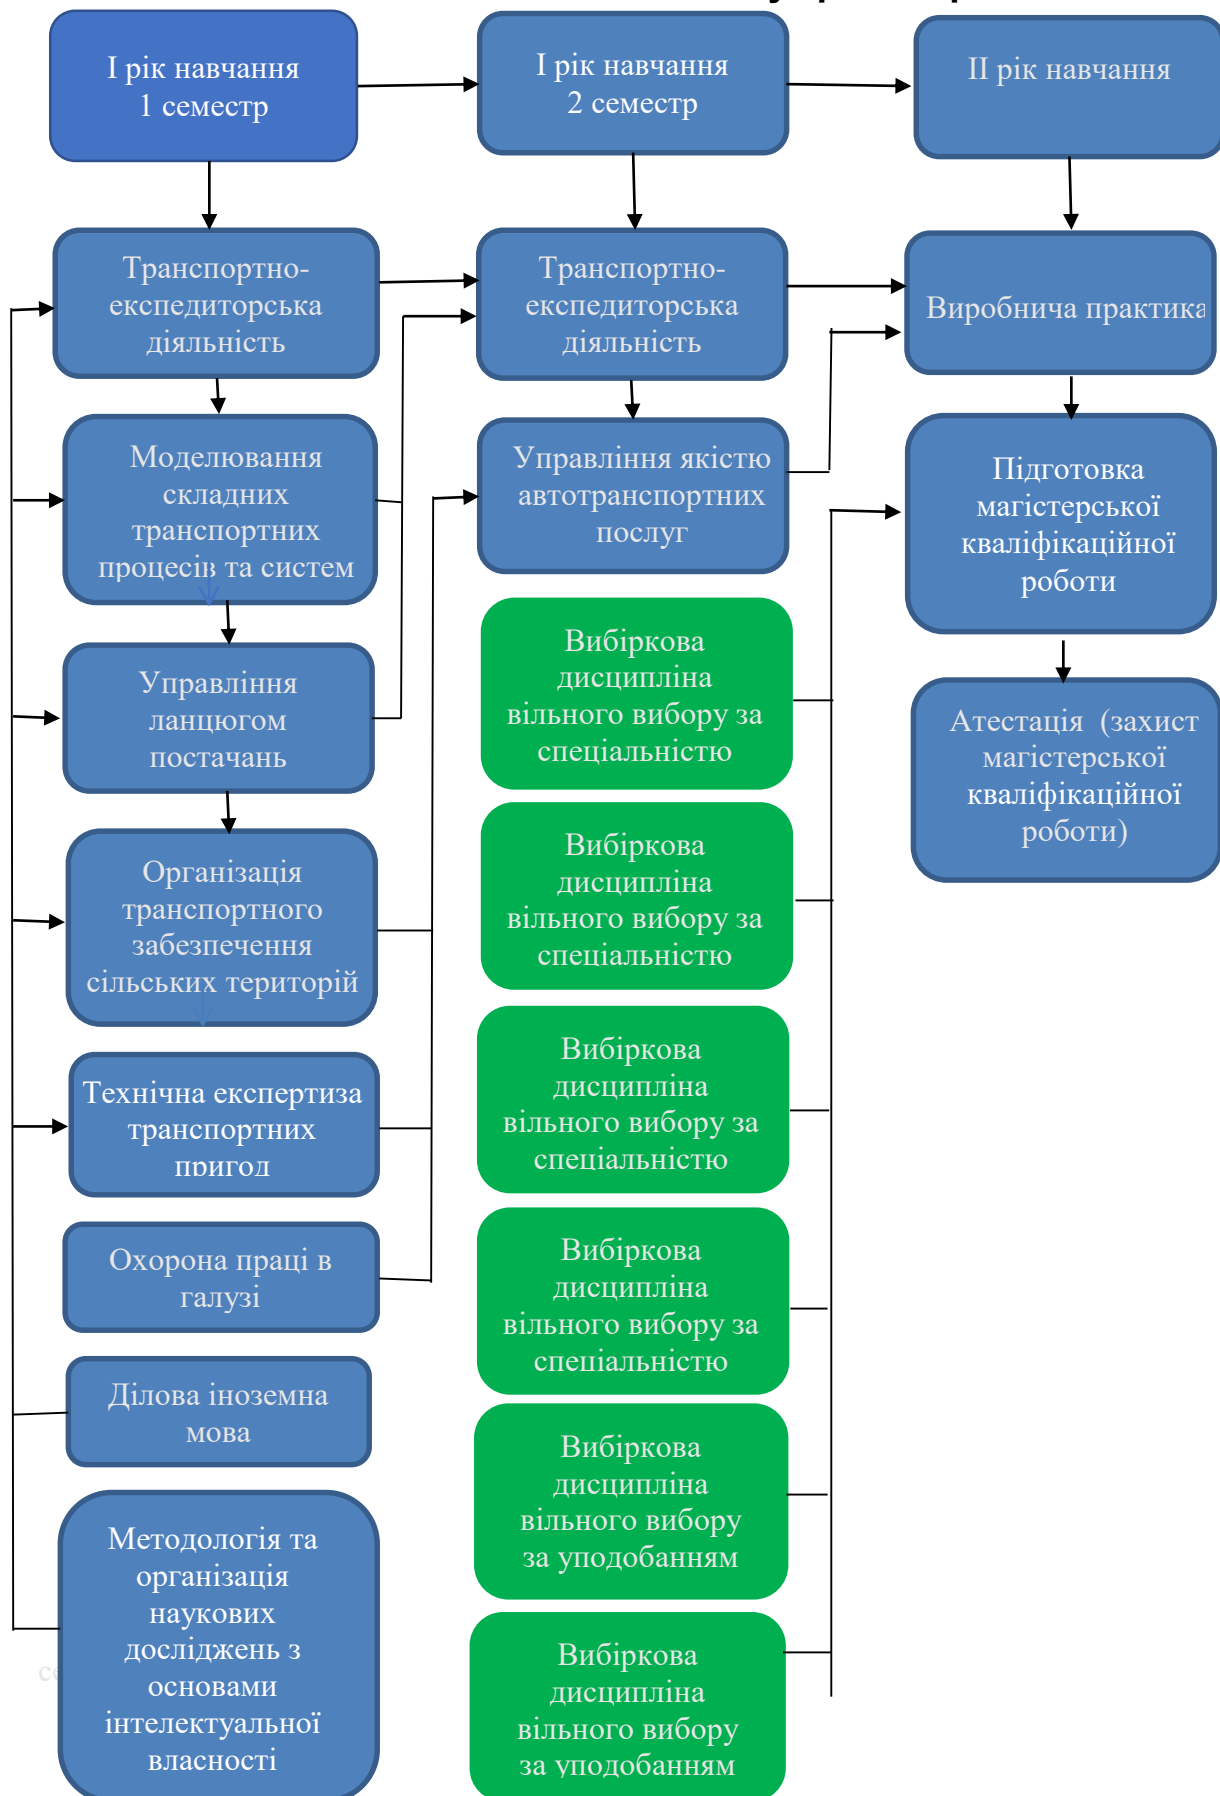 І рік навчання
1 семестр
І рік навчання
2 семестр
ІІ рік навчання
Транспортно-
експедиторська
діяльність
Моделювання
складних
транспортних
процесів та систем
Управління
ланцюгом
постачань
Організація
транспортного
забезпечення
сільських територій
Технічна експертиза
транспортних
пригод
Охорона праці в
галузі
Ділова іноземна
мова
Методологія та
організація
наукових
досліджень з
основами
інтелектуальної
власності
Транспортно-
експедиторська
діяльність
Управління якістю
автотранспортних
послуг
Вибіркова
дисципліна
вільного вибору за
спеціальністю
Вибіркова
дисципліна
вільного вибору за
спеціальністю
Вибіркова
дисципліна
вільного вибору за
спеціальністю
Вибіркова
дисципліна
вільного вибору за
спеціальністю
Вибіркова
дисципліна
вільного вибору
за уподобанням
Вибіркова
дисципліна
вільного вибору
за уподобанням
Виробнича практика
Підготовка
магістерської
кваліфікаційної
роботи
Атестація (захист
магістерської
кваліфікаційної
роботи)